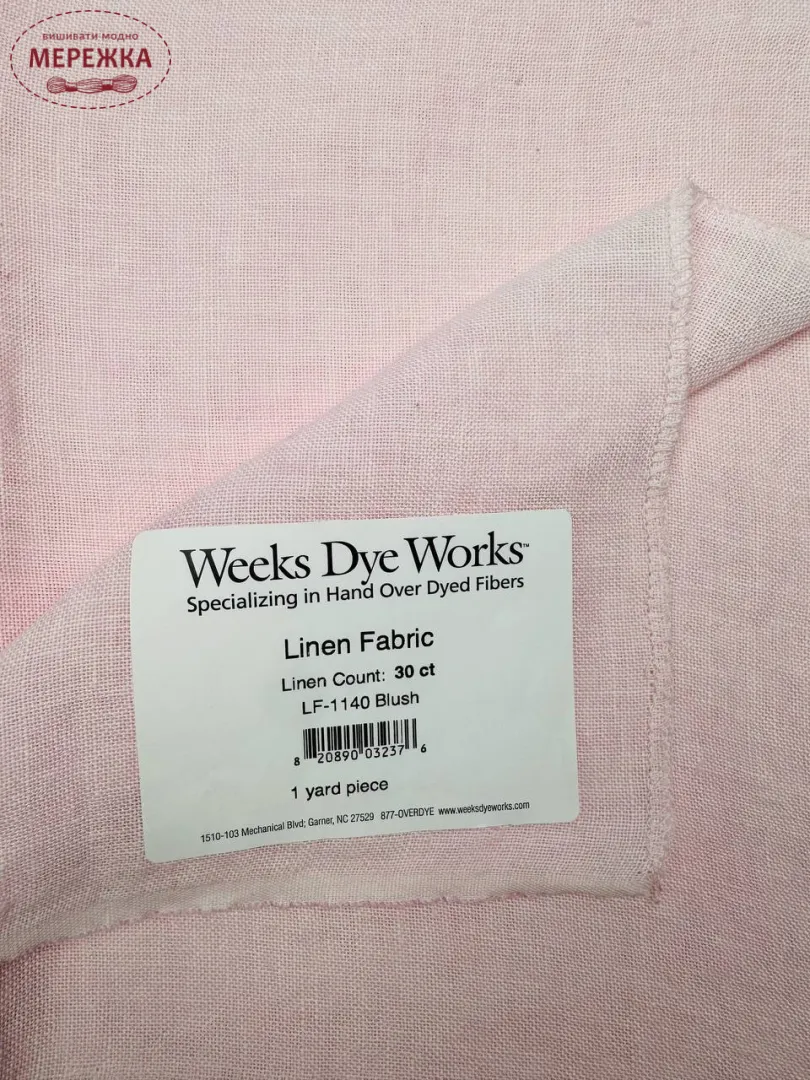 вишивати модно
МЕРЕЖКА
Weeks Dye Works™
Specializing in Hand Over Dyed Fibers
Linen Fabric
Linen Count: 30 ct
LF-1140 Blush
8 20890 03237 6
1 yard piece
1510-103 Mechanical Blvd; Garner, NC 27529 877-OVERDYE www.weeksdyeworks.com